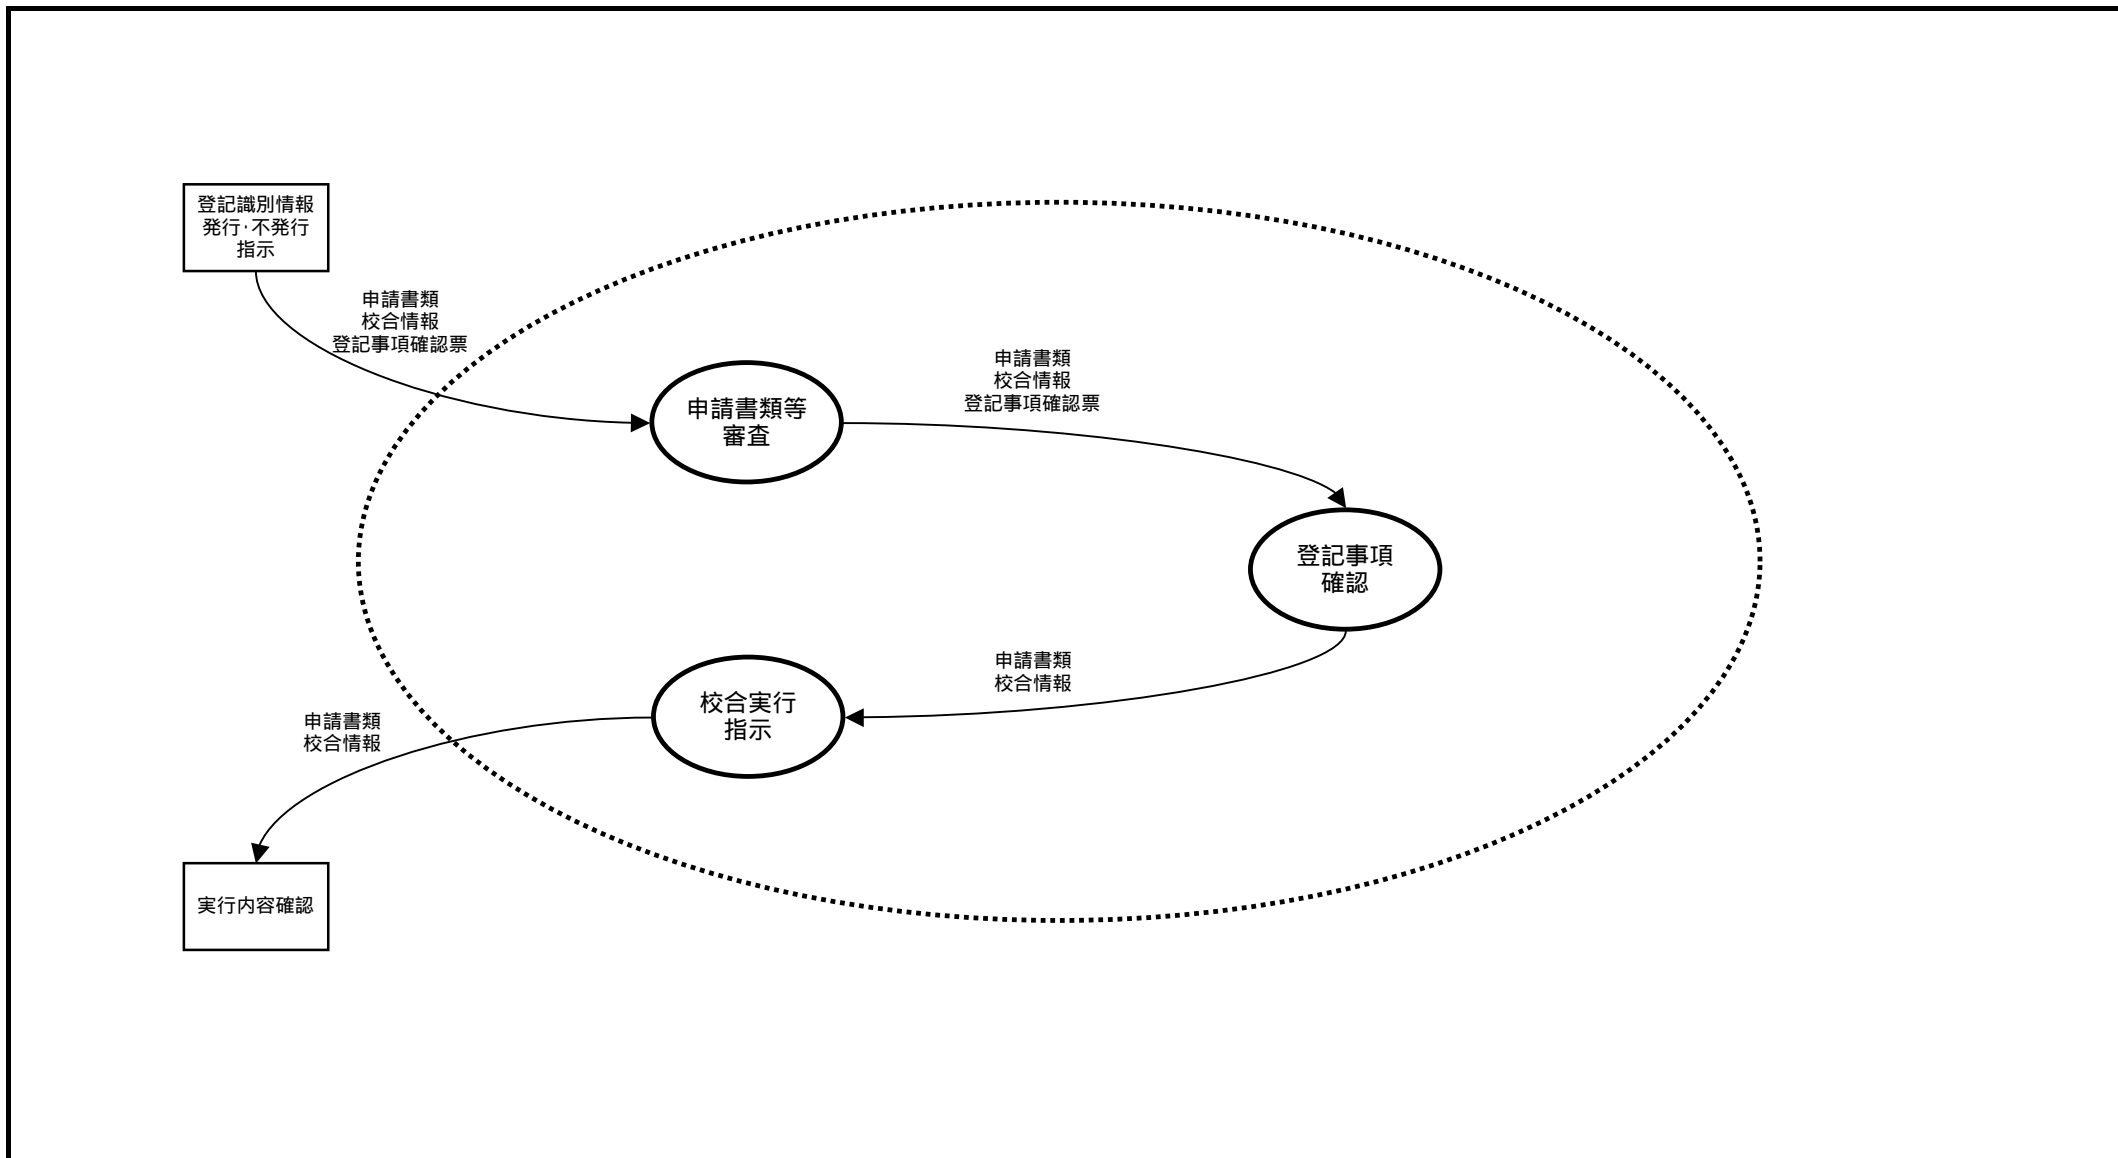 登記識別情報
発行･不発行
指示
申請書類
校合情報
登記事項確認票
申請書類等
審査
申請書類
校合情報
登記事項確認票
登記事項
確認
申請書類
校合情報
校合実行
指示
申請書類
校合情報
実行内容確認